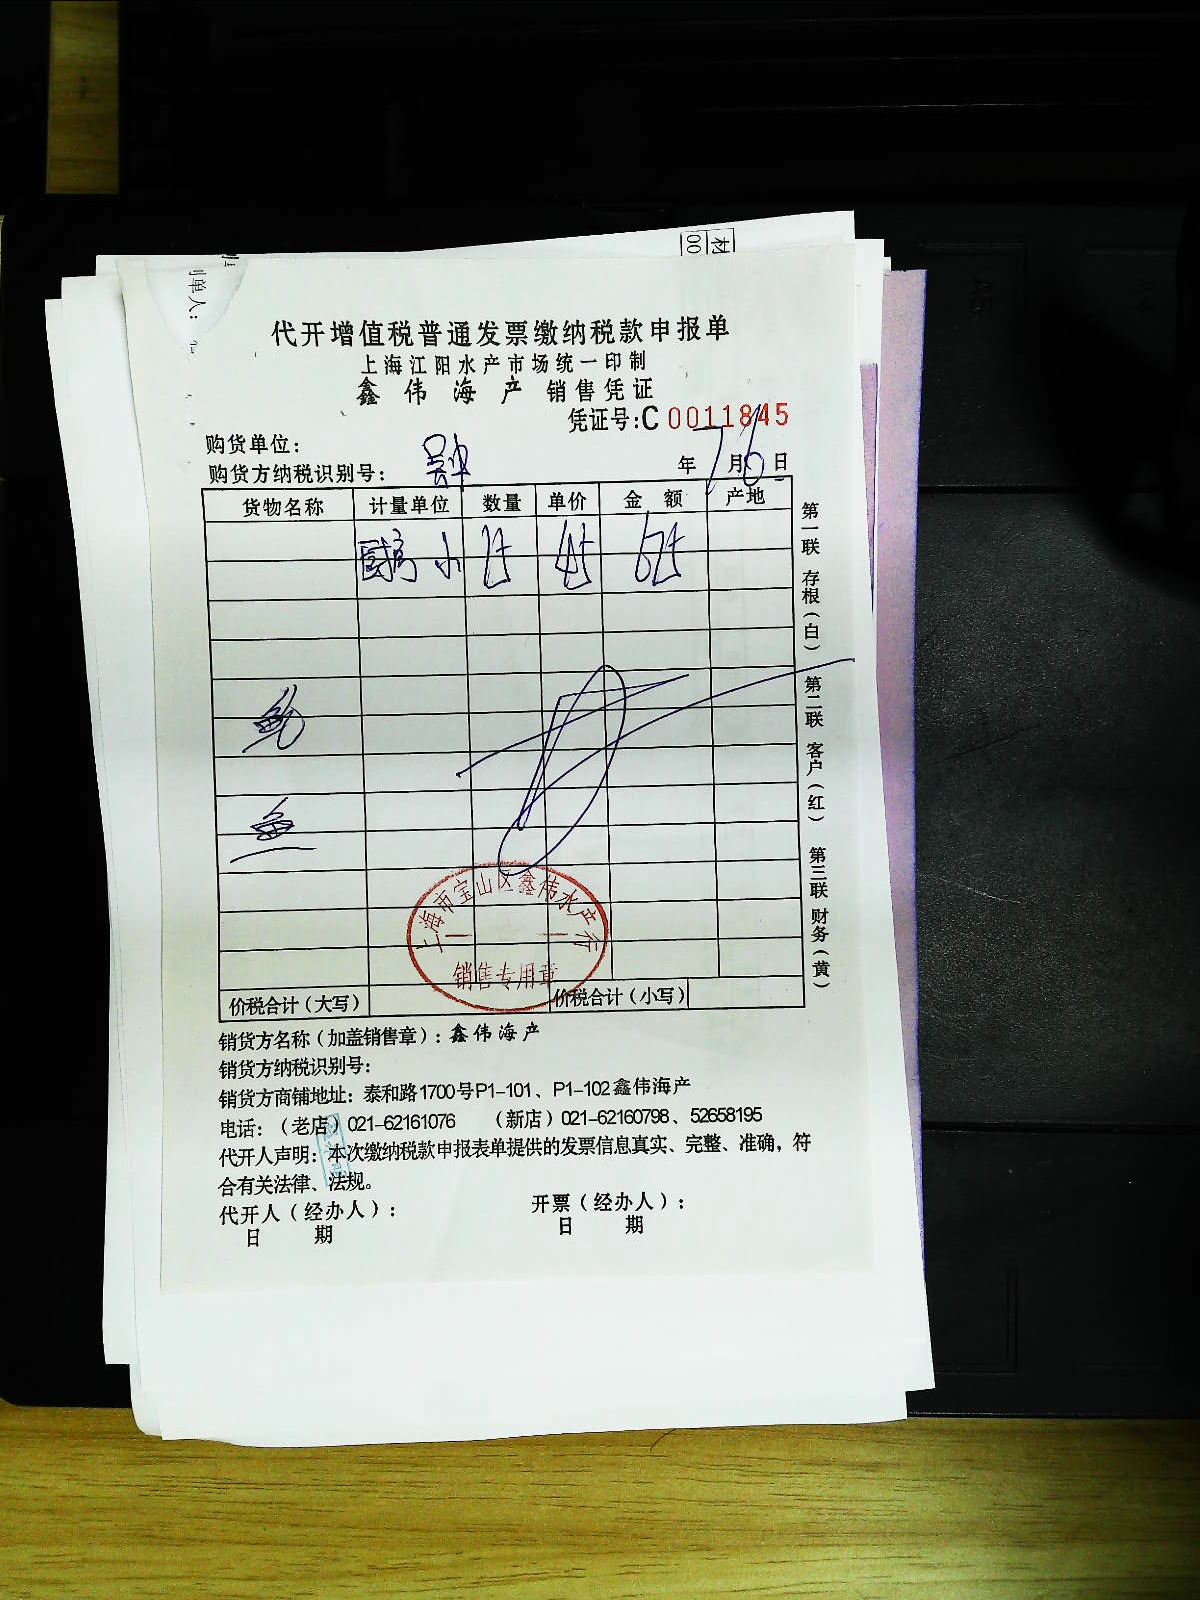 制单人：
材
00
代开增值税普通发票缴纳税款申报单
上海江阳水产市场统一印制
鑫伟海产 销售凭证
凭证号:C 0011845
购货单位：
购货方纳税识别号： 年 7 月 6 日
货物名称 计量单位 数量 单价 金额 产地
小
鱼
第一联 存根（白） 第二联 客户（红） 第三联 财务（黄）
上海市宝山区鑫伟水产行
销售专用章
价税合计（大写） 价税合计（小写）
销货方名称（加盖销售章）：鑫伟海产
销货方纳税识别号：
销货方商铺地址：泰和路1700号P1-101、P1-102鑫伟海产
电话：（老店）021-62161076 （新店）021-62160798、52658195
代开人声明：本次缴纳税款申报表单提供的发票信息真实、完整、准确，符
合有关法律、法规。
代开人（经办人）： 开票（经办人）：
日 期 日 期